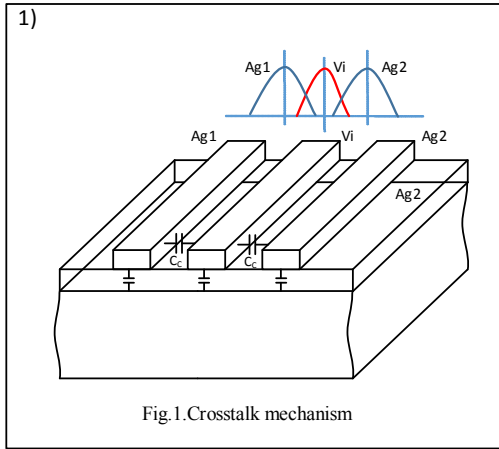 1)
Ag1 Vi Ag2
Ag1 Vi Ag2
Ag2
Cc Cc
Fig.1.Crosstalk mechanism